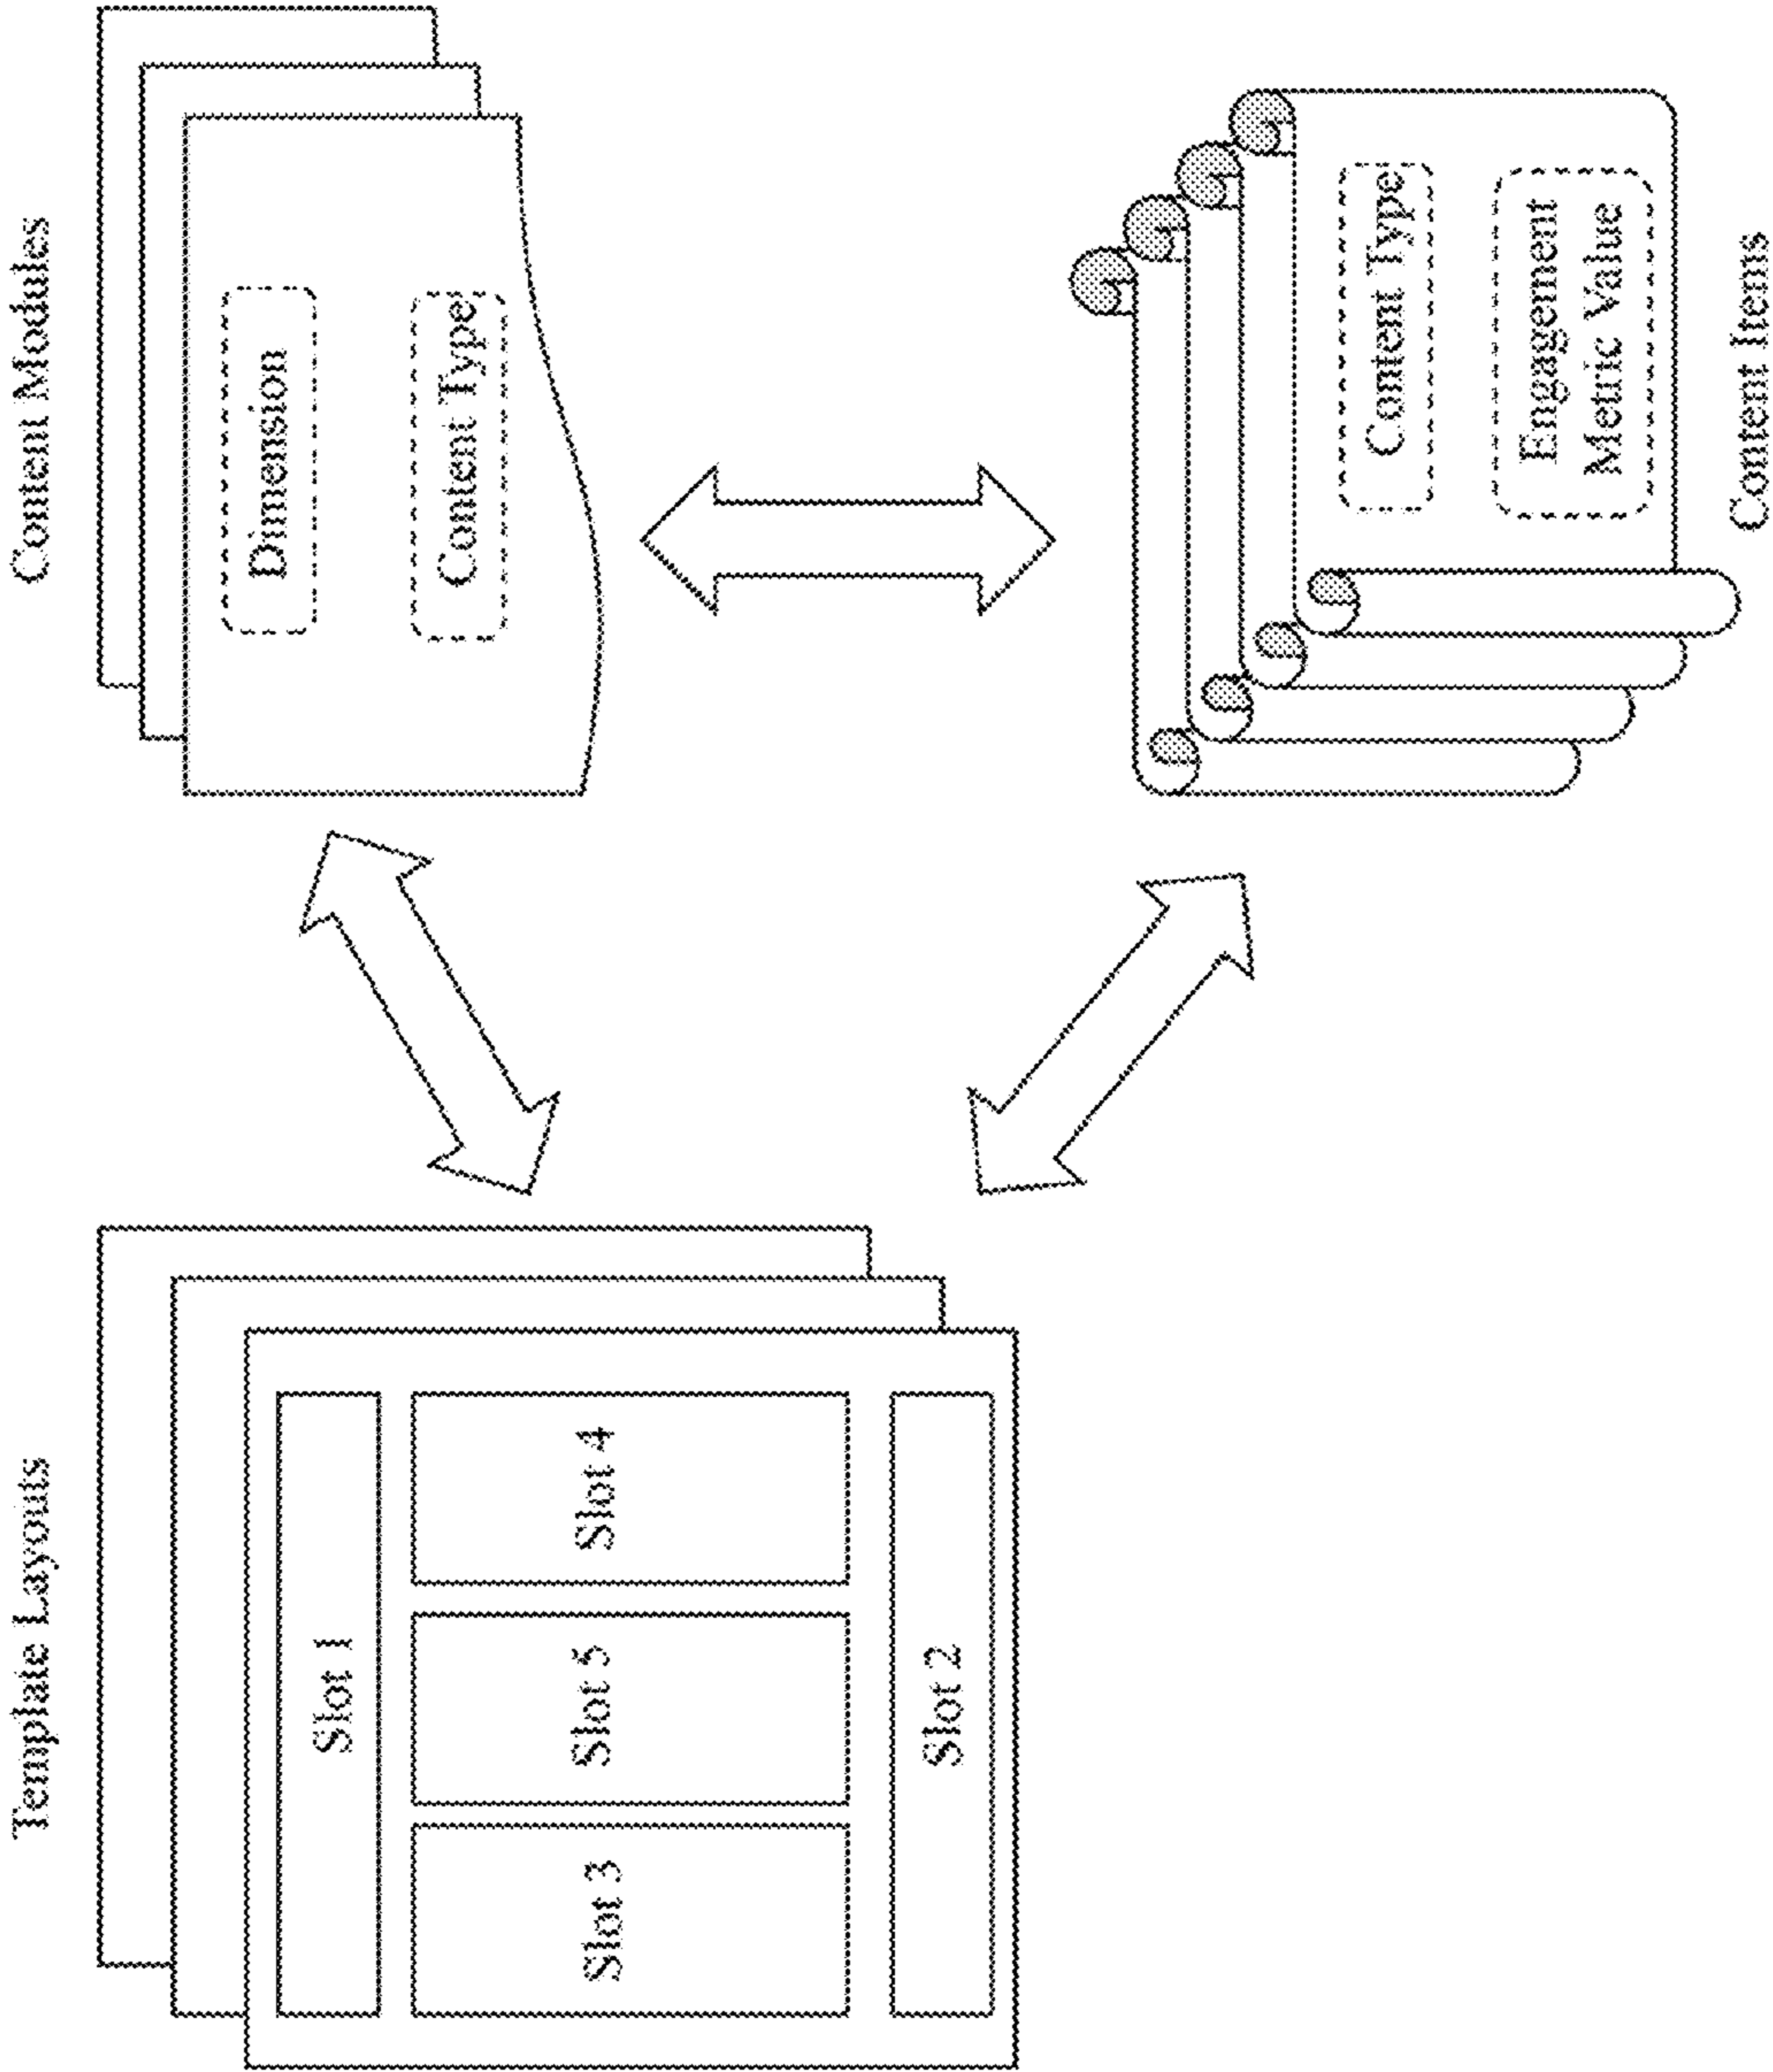 Template Layouts
Slot 1
Slot 3
Slot 5
Slot 4
Slot 2
Content Modules
Dimension
Content Type
Content Type
Engagement
Metric Value
Content Items